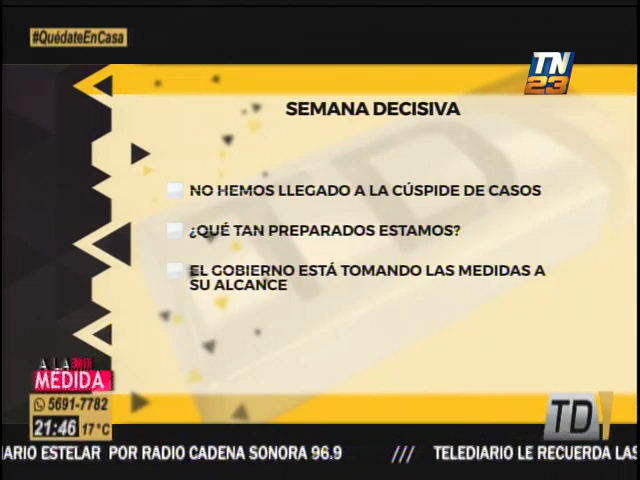 #QuédateEnCasa
TN
23
SEMANA DECISIVA
NO HEMOS LLEGADO A LA CÚSPIDE DE CASOS
¿QUÉ TAN PREPARADOS ESTAMOS?
EL GOBIERNO ESTÁ TOMANDO LAS MEDIDAS A
SU ALCANCE
A LA
MEDIDA
5691-7782
21:46 17°C
TD
IARIO ESTELAR POR RADIO CADENA SONORA 96.9 /// TELEDIARIO LE RECUERDA LAS